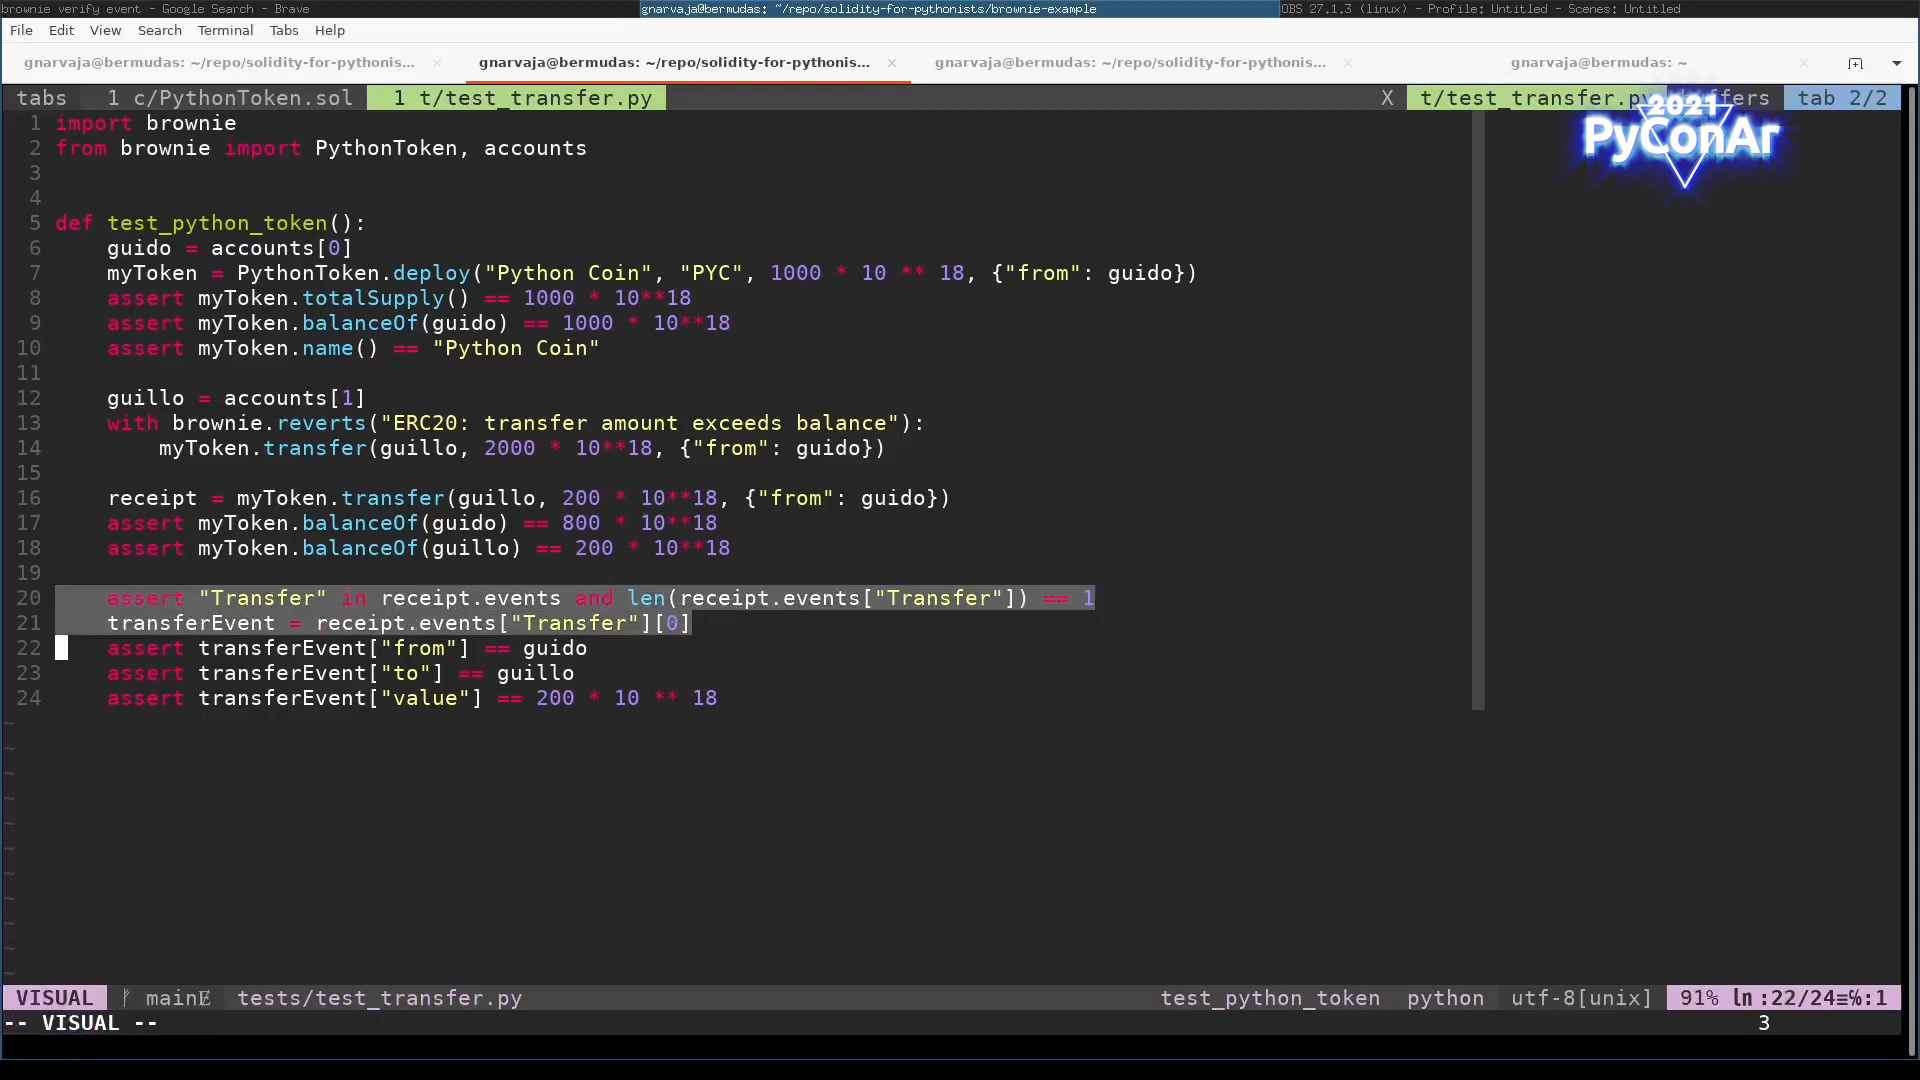 brownie verify event - Google Search - Brave
gnarvaja@bermudas: ~/repo/solidity-for-pythonists/brownie-example
OBS 27.1.3 (linux) - Profile: Untitled - Scenes: Untitled
File Edit View Search Terminal Tabs Help
gnarvaja@bermudas: ~/repo/solidity-for-pythonis... ×
gnarvaja@bermudas: ~/repo/solidity-for-pythonis... ×
gnarvaja@bermudas: ~/repo/solidity-for-pythonis... ×
gnarvaja@bermudas: ~ ×
tabs 1 c/PythonToken.sol 1 t/test_transfer.py X t/test_transfer.py tab 2/2
2021
PyConAr
1 import brownie
2 from brownie import PythonToken, accounts
3
4
5 def test_python_token():
6     guido = accounts[0]
7     myToken = PythonToken.deploy("Python Coin", "PYC", 1000 * 10 ** 18, {"from": guido})
8     assert myToken.totalSupply() == 1000 * 10**18
9     assert myToken.balanceOf(guido) == 1000 * 10**18
10     assert myToken.name() == "Python Coin"
11
12     guillo = accounts[1]
13     with brownie.reverts("ERC20: transfer amount exceeds balance"):
14         myToken.transfer(guillo, 2000 * 10**18, {"from": guido})
15
16     receipt = myToken.transfer(guillo, 200 * 10**18, {"from": guido})
17     assert myToken.balanceOf(guido) == 800 * 10**18
18     assert myToken.balanceOf(guillo) == 200 * 10**18
19
20     assert "Transfer" in receipt.events and len(receipt.events["Transfer"]) == 1
21     transferEvent = receipt.events["Transfer"][0]
22     assert transferEvent["from"] == guido
23     assert transferEvent["to"] == guillo
24     assert transferEvent["value"] == 200 * 10 ** 18
~
~
~
~
~
~
~
~
~
~
~
VISUAL main tests/test_transfer.py test_python_token python utf-8[unix] 91% ln :22/24≡℅:1
-- VISUAL -- 3